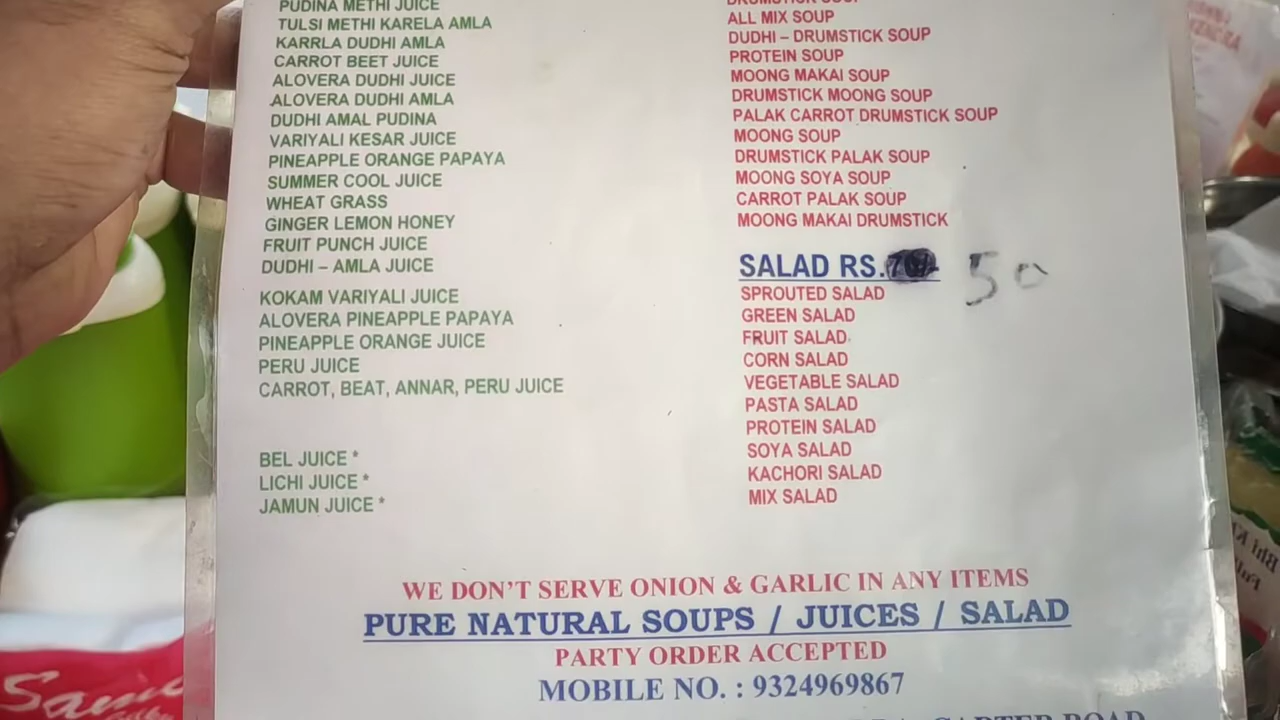 PUDINA METHI JUICE
TULSI METHI KARELA AMLA
KARRLA DUDHI AMLA
CARROT BEET JUICE
ALOVERA DUDHI JUICE
ALOVERA DUDHI AMLA
DUDHI AMAL PUDINA
VARIYALI KESAR JUICE
PINEAPPLE ORANGE PAPAYA
SUMMER COOL JUICE
WHEAT GRASS
GINGER LEMON HONEY
FRUIT PUNCH JUICE
DUDHI – AMLA JUICE
KOKAM VARIYALI JUICE
ALOVERA PINEAPPLE PAPAYA
PINEAPPLE ORANGE JUICE
PERU JUICE
CARROT, BEAT, ANNAR, PERU JUICE
BEL JUICE *
LICHI JUICE *
JAMUN JUICE *
DRUMSTICK SOUP
ALL MIX SOUP
DUDHI – DRUMSTICK SOUP
PROTEIN SOUP
MOONG MAKAI SOUP
DRUMSTICK MOONG SOUP
PALAK CARROT DRUMSTICK SOUP
MOONG SOUP
DRUMSTICK PALAK SOUP
MOONG SOYA SOUP
CARROT PALAK SOUP
MOONG MAKAI DRUMSTICK
SALAD RS. 50
SPROUTED SALAD
GREEN SALAD
FRUIT SALAD
CORN SALAD
VEGETABLE SALAD
PASTA SALAD
PROTEIN SALAD
SOYA SALAD
KACHORI SALAD
MIX SALAD
WE DON'T SERVE ONION & GARLIC IN ANY ITEMS
PURE NATURAL SOUPS / JUICES / SALAD
PARTY ORDER ACCEPTED
MOBILE NO. : 9324969867
CARTER ROAD